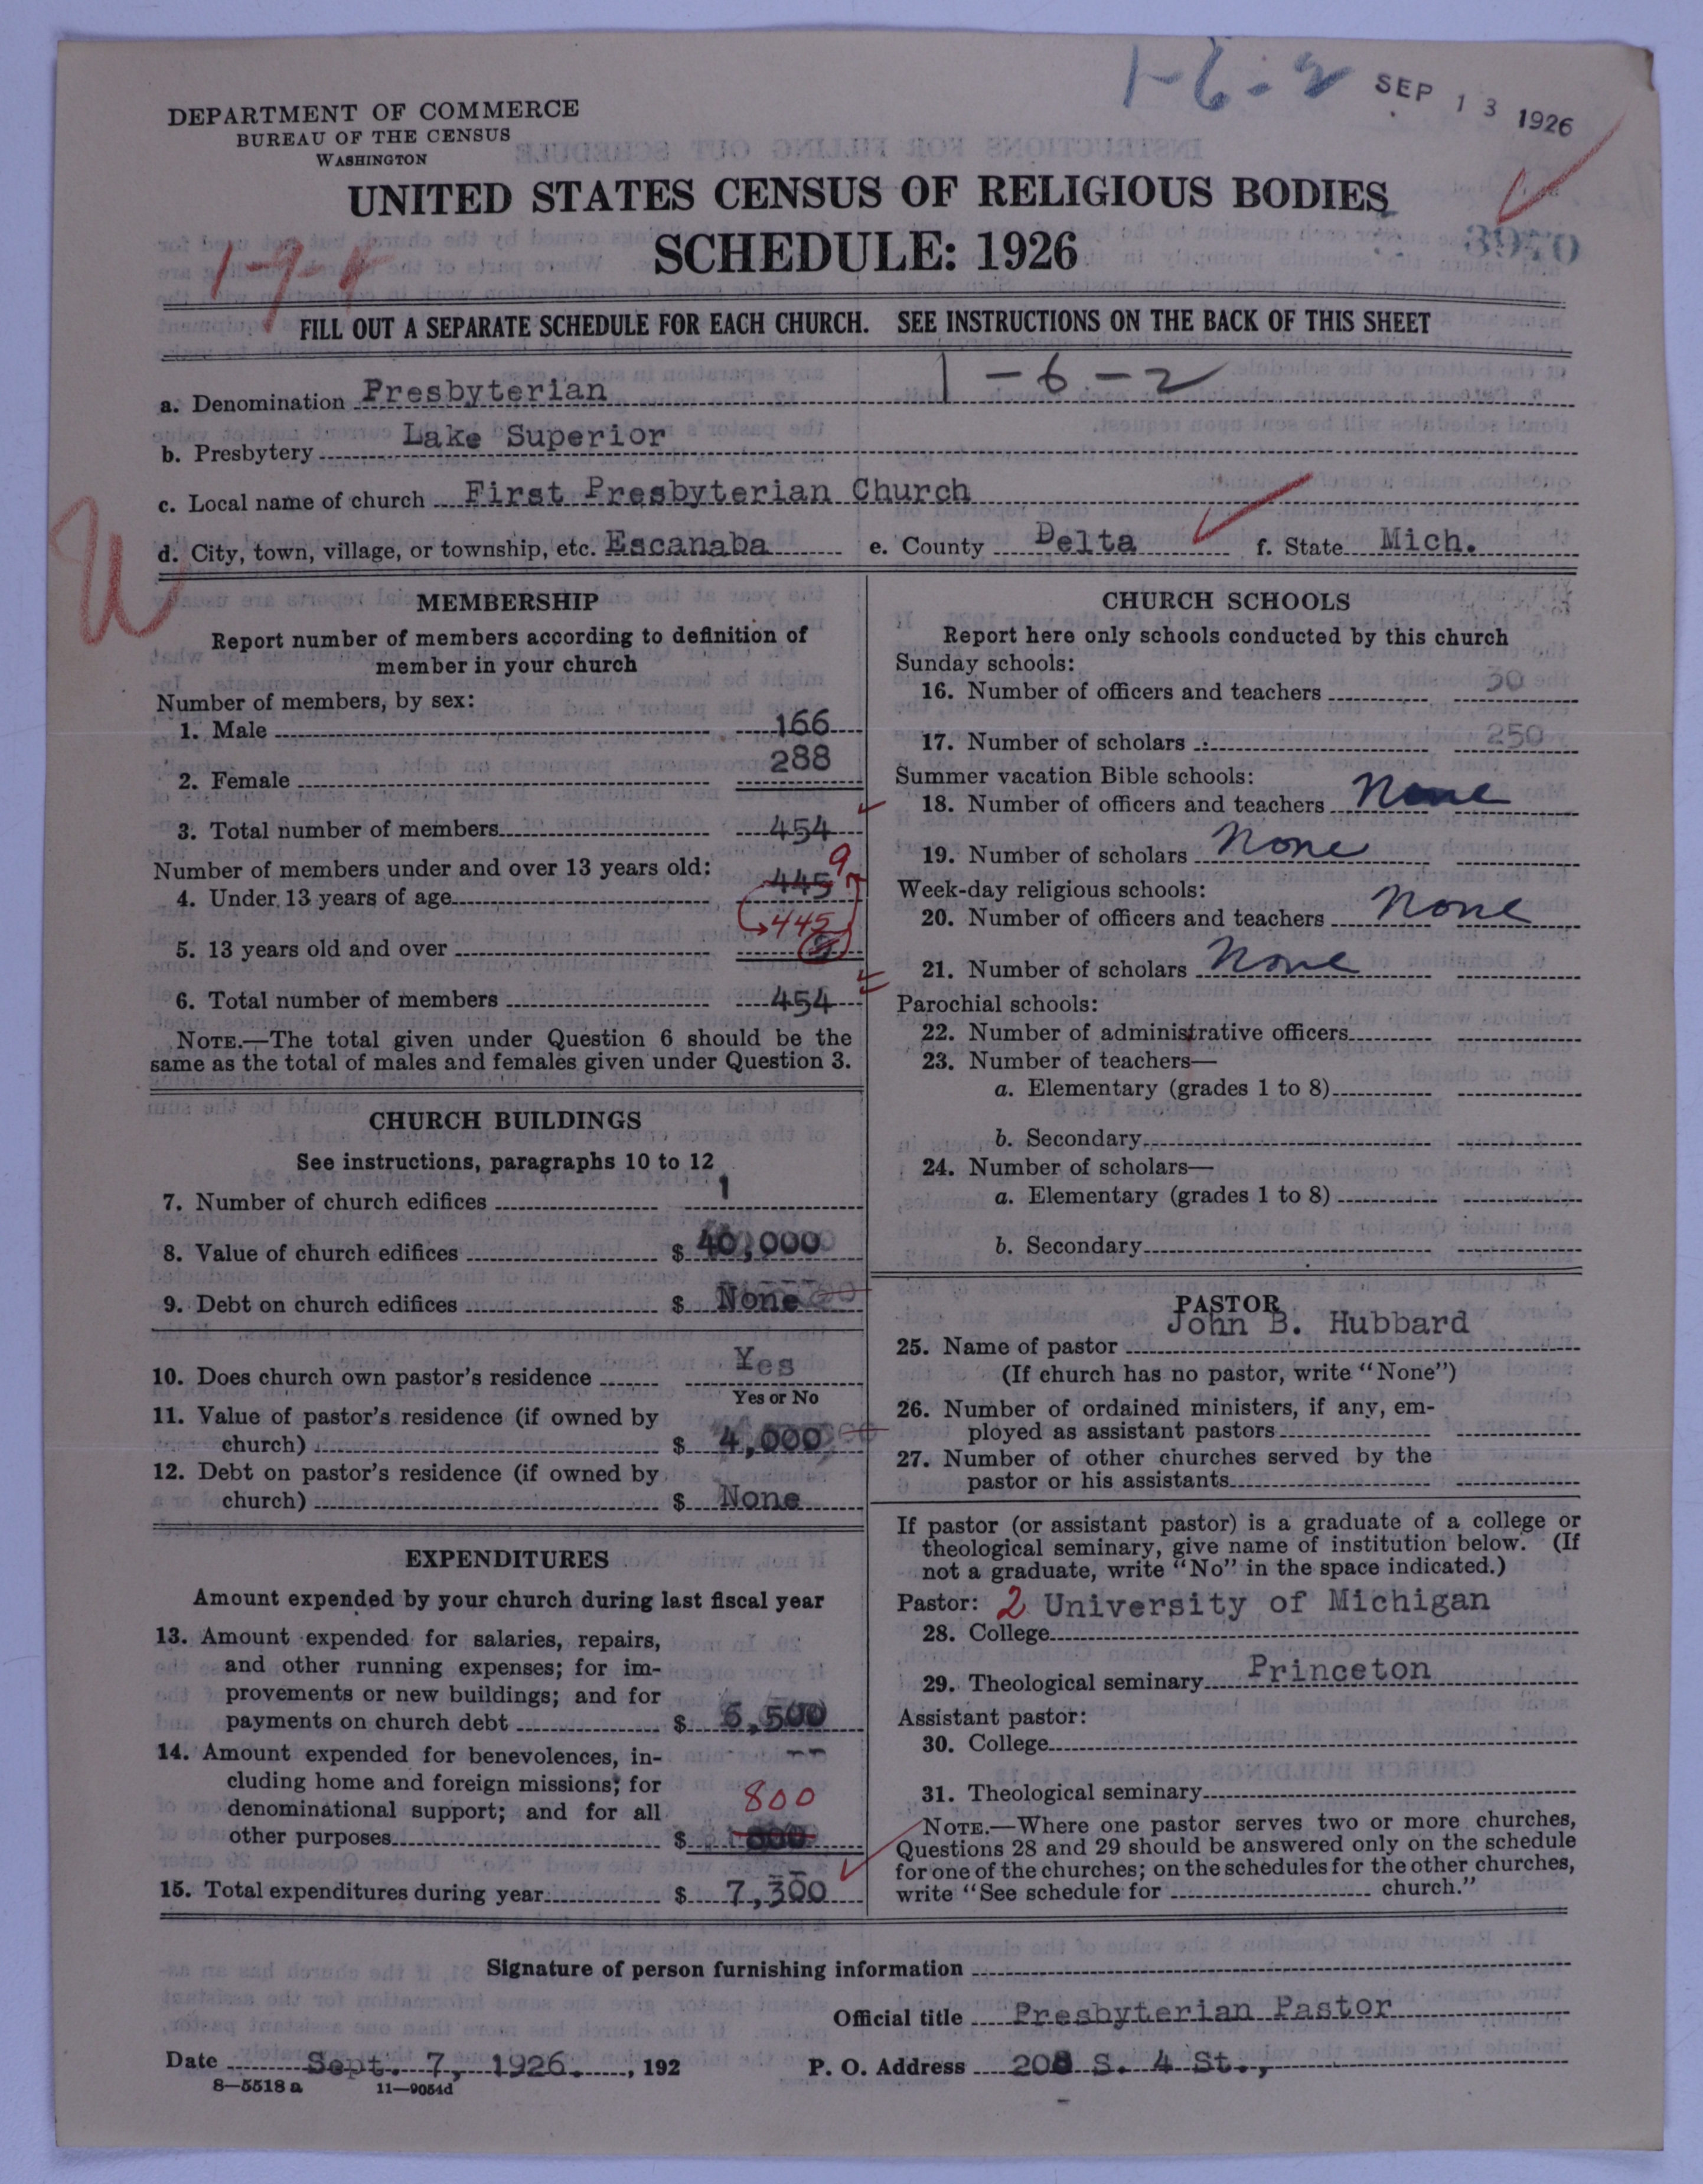 1-6-2
SEP 13 1926
DEPARTMENT OF COMMERCE
BUREAU OF THE CENSUS
WASHINGTON
UNITED STATES CENSUS OF RELIGIOUS BODIES
3970
SCHEDULE: 1926
1-9-
FILL OUT A SEPARATE SCHEDULE FOR EACH CHURCH. SEE INSTRUCTIONS ON THE BACK OF THIS SHEET
1-6-2
a. Denomination Presbyterian
b. Presbytery Lake Superior
c. Local name of church First Presbyterian Church
d. City, town, village, or township, etc. Escanaba e. County Delta f. State Mich.
MEMBERSHIP
Report number of members according to definition of
member in your church
Number of members, by sex:
1. Male 166
2. Female 288
3. Total number of members 454
Number of members under and over 13 years old: 9
4. Under 13 years of age 445
445
5. 13 years old and over 9
6. Total number of members 454
NOTE.—The total given under Question 6 should be the
same as the total of males and females given under Question 3.
CHURCH BUILDINGS
See instructions, paragraphs 10 to 12
7. Number of church edifices 1
8. Value of church edifices $ 40,000
9. Debt on church edifices $ None
10. Does church own pastor's residence Yes
Yes or No
11. Value of pastor's residence (if owned by
church) $ 4,000
12. Debt on pastor's residence (if owned by
church) $ None
EXPENDITURES
Amount expended by your church during last fiscal year
13. Amount expended for salaries, repairs,
and other running expenses; for im-
provements or new buildings; and for
payments on church debt $ 6,500
14. Amount expended for benevolences, in-
cluding home and foreign missions; for
denominational support; and for all 800
other purposes $ 800
15. Total expenditures during year $ 7,300
CHURCH SCHOOLS
Report here only schools conducted by this church
Sunday schools:
16. Number of officers and teachers 30
17. Number of scholars 250
Summer vacation Bible schools:
18. Number of officers and teachers None
19. Number of scholars None
Week-day religious schools:
20. Number of officers and teachers None
21. Number of scholars None
Parochial schools:
22. Number of administrative officers
23. Number of teachers—
a. Elementary (grades 1 to 8)
b. Secondary
24. Number of scholars—
a. Elementary (grades 1 to 8)
b. Secondary
PASTOR
25. Name of pastor John B. Hubbard
(If church has no pastor, write "None")
26. Number of ordained ministers, if any, em-
ployed as assistant pastors
27. Number of other churches served by the
pastor or his assistants
If pastor (or assistant pastor) is a graduate of a college or
theological seminary, give name of institution below. (If
not a graduate, write "No" in the space indicated.)
Pastor: 2 University of Michigan
28. College
29. Theological seminary Princeton
Assistant pastor:
30. College
31. Theological seminary
NOTE.—Where one pastor serves two or more churches,
Questions 28 and 29 should be answered only on the schedule
for one of the churches; on the schedules for the other churches,
write "See schedule for church."
Signature of person furnishing information
Official title Presbyterian Pastor
Date Sept. 7, 1926. , 192 P. O. Address 208 S. 4 St.,
8—5518 a 11—9054d